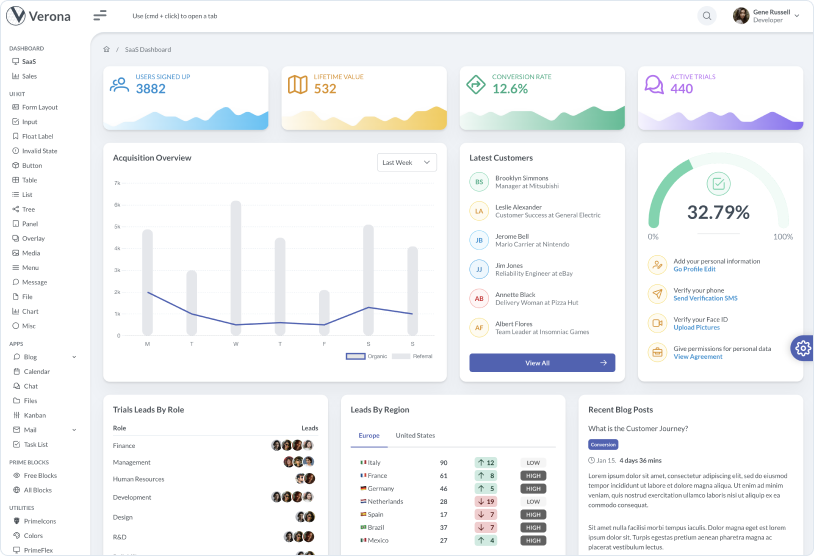 Verona
Use (cmd + click) to open a tab
Gene Russell
Developer
DASHBOARD
SaaS
Sales
UI KIT
Form Layout
Input
Float Label
Invalid State
Button
Table
List
Tree
Panel
Overlay
Media
Menu
Message
File
Chart
Misc
APPS
Blog
Calendar
Chat
Files
Kanban
Mail
Task List
PRIME BLOCKS
Free Blocks
All Blocks
UTILITIES
PrimeIcons
Colors
PrimeFlex
/ SaaS Dashboard
USERS SIGNED UP
3882
LIFETIME VALUE
532
CONVERSION RATE
12.6%
ACTIVE TRIALS
440
Acquisition Overview
Last Week
7k
6k
5k
4k
3k
2k
1k
0
M T W T F S S
Organic Referral
Latest Customers
BS
Brooklyn Simmons
Manager at Mitsubishi
LA
Leslie Alexander
Customer Success at General Electric
JB
Jerome Bell
Mario Carrier at Nintendo
JJ
Jim Jones
Reliability Engineer at eBay
AB
Annette Black
Delivery Woman at Pizza Hut
AF
Albert Flores
Team Leader at Insomniac Games
View All
32.79%
0% 100%
Add your personal information
Go Profile Edit
Verify your phone
Send Verification SMS
Verify your Face ID
Upload Pictures
Give permissions for personal data
View Agreement
Trials Leads By Role
Role Leads
Finance
Management
Human Resources
Development
Design
R&D
Leads By Region
Europe United States
Italy 90 12 LOW
France 61 8 HIGH
Germany 46 5 HIGH
Netherlands 28 19 LOW
Spain 17 7 HIGH
Brazil 37 7 HIGH
Mexico 27 4 HIGH
Recent Blog Posts
What is the Customer Journey?
Conversion
Jan 15, 4 days 36 mins
Lorem ipsum dolor sit amet, consectetur adipiscing elit, sed do eiusmod
tempor incididunt ut labore et dolore magna aliqua. Ut enim ad minim
veniam, quis nostrud exercitation ullamco laboris nisi ut aliquip ex ea
commodo consequat.
Sit amet nulla facilisi morbi tempus iaculis. Dolor magna eget est lorem
ipsum dolor sit. Turpis egestas pretium aenean pharetra magna ac
placerat vestibulum lectus.